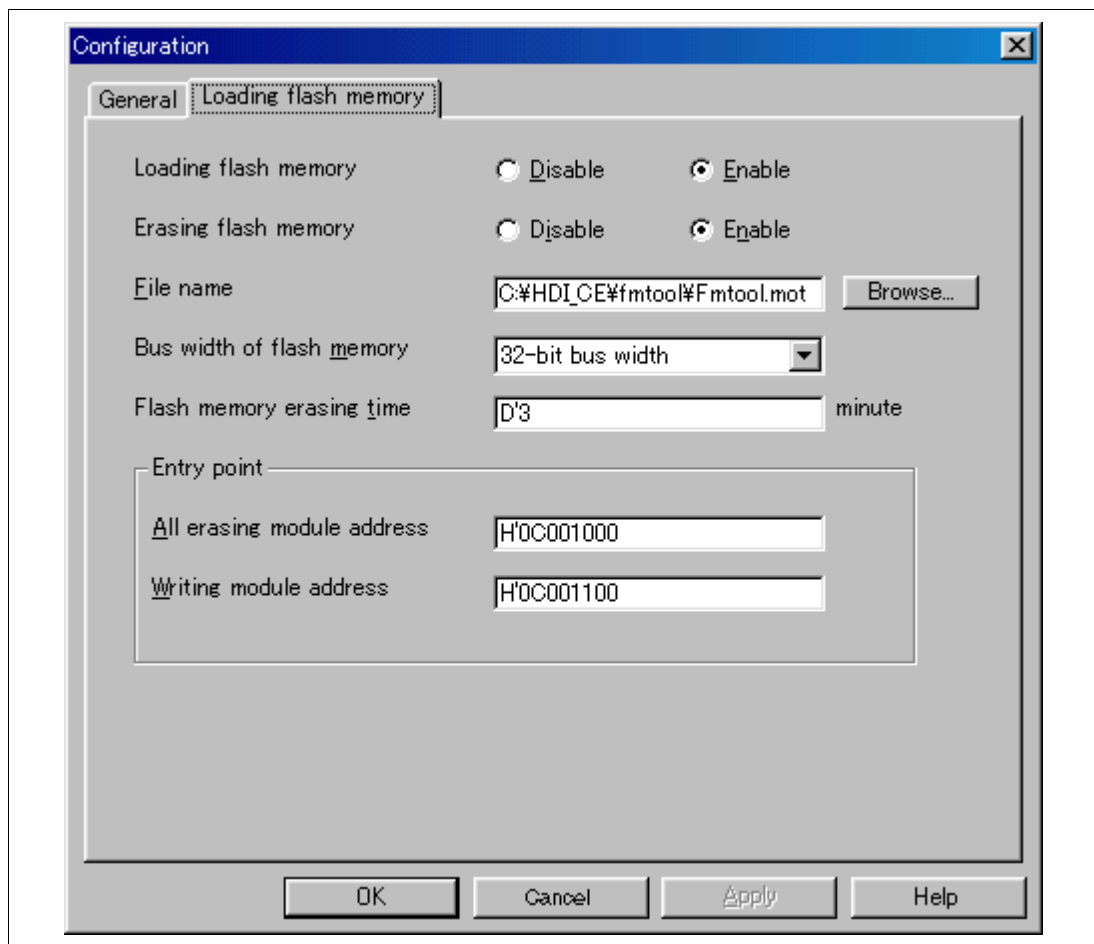 Configuration
General Loading flash memory
Loading flash memory Disable Enable
Erasing flash memory Disable Enable
File name C:¥HDI_CE¥fmtool¥Fmtool.mot Browse...
Bus width of flash memory 32-bit bus width
Flash memory erasing time D'3 minute
Entry point
All erasing module address H'0C001000
Writing module address H'0C001100
OK Cancel Apply Help